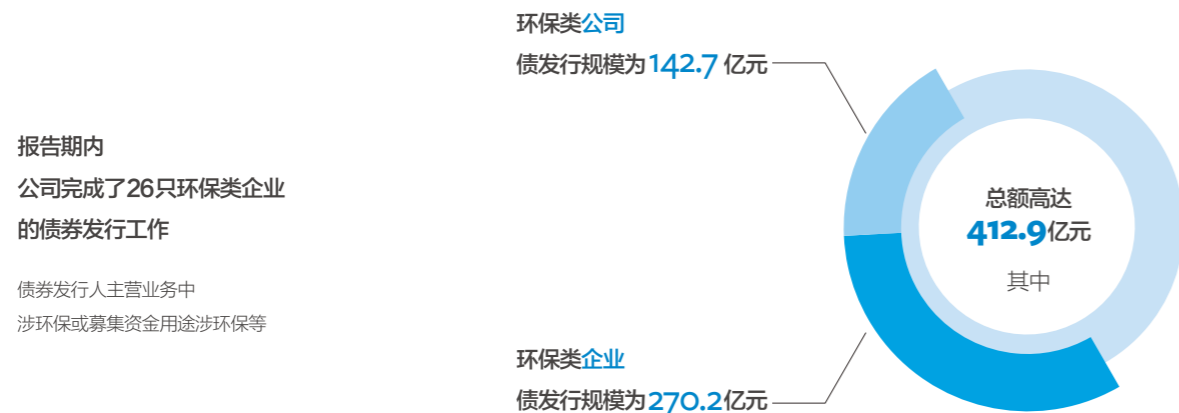 报告期内
公司完成了26只环保类企业
的债券发行工作
债券发行人主营业务中
涉环保或募集资金用途涉环保等
环保类公司
债发行规模为142.7 亿元
环保类企业
债发行规模为270.2亿元
总额高达
412.9亿元
其中